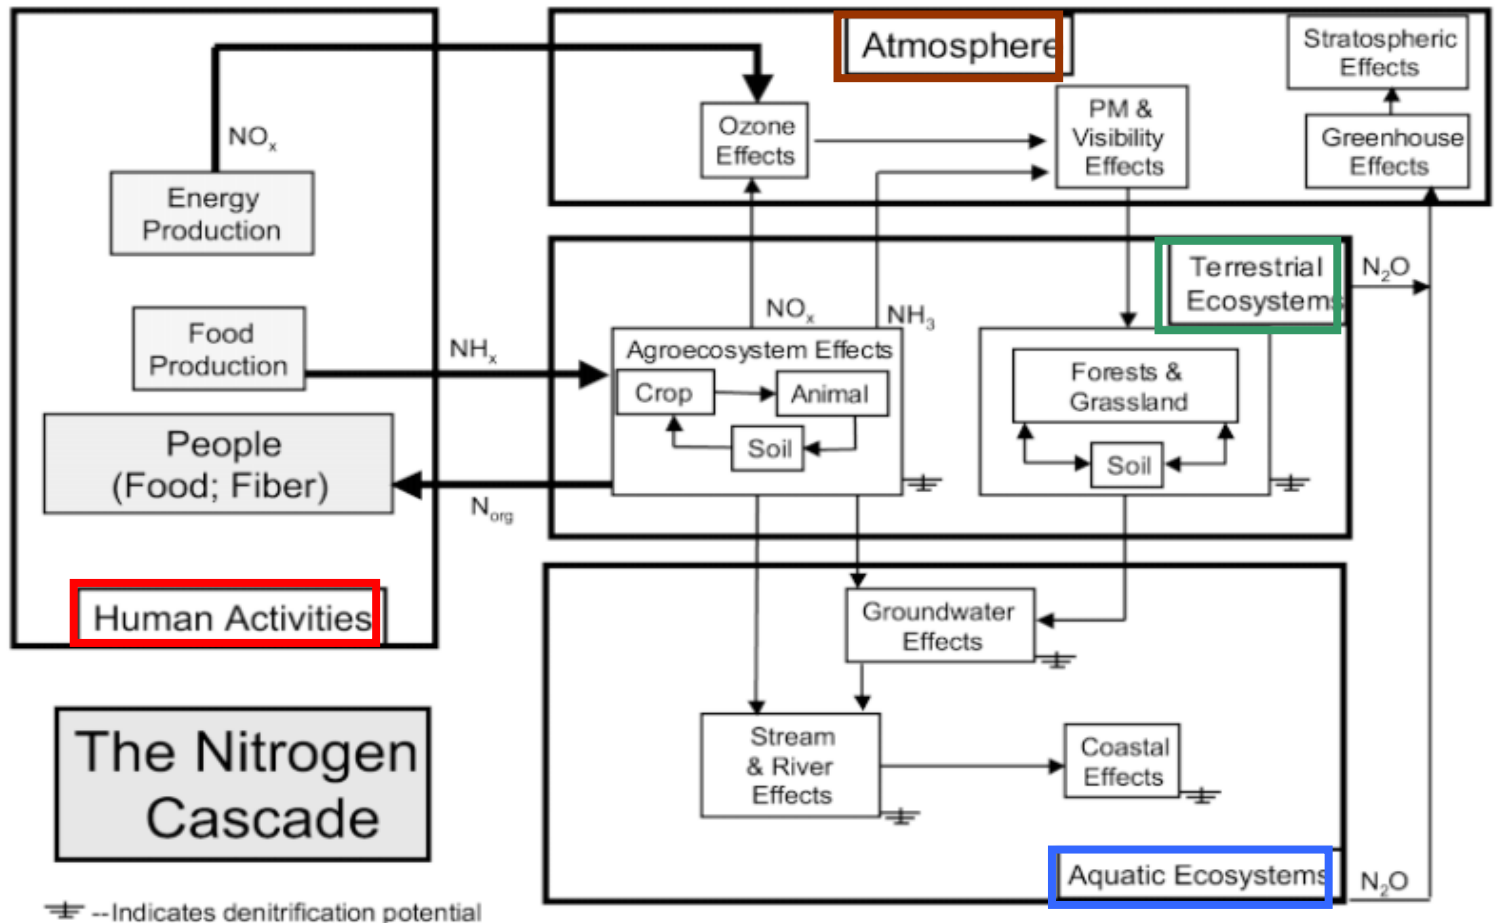 Atmosphere
Stratospheric
Effects
NOx
Ozone
Effects
PM &
Visibility
Effects
Greenhouse
Effects
Energy
Production
Terrestrial
Ecosystems
N2O
Food
Production
NHx
NOx
NH3
Agroecosystem Effects
Crop
Animal
Soil
Forests &
Grassland
Soil
People
(Food; Fiber)
Norg
Human Activities
Groundwater
Effects
The Nitrogen
Cascade
Stream
& River
Effects
Coastal
Effects
Aquatic Ecosystems
N2O
--Indicates denitrification potential